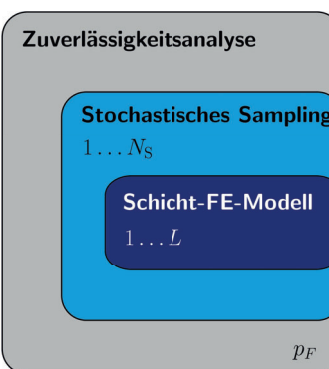 Zuverlässigkeitsanalyse
Stochastisches Sampling
1 . . . N_S
Schicht-FE-Modell
1 . . . L
p_F